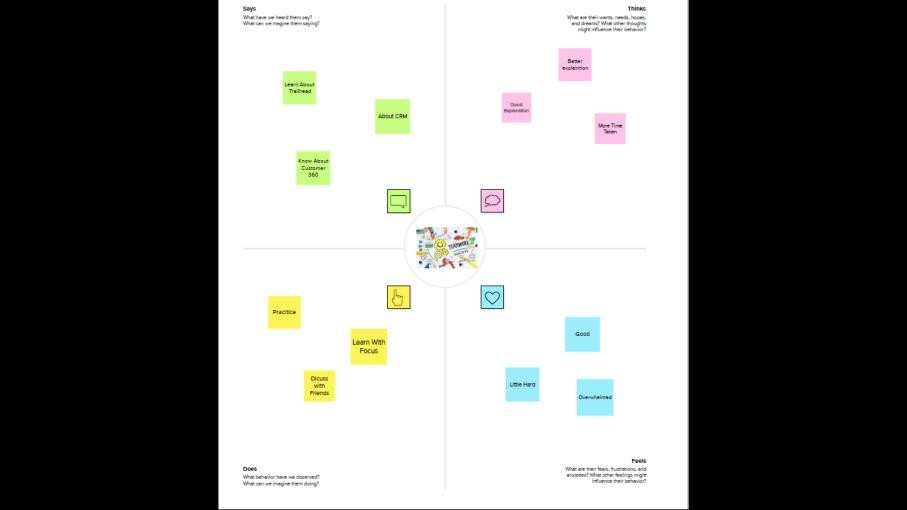 Says
What have we heard them say?
What can we magine them saying?
Thinks
What are their wants, needs, hopes,
and dreams? What other thoughts
might influence their behavior?
Learn About
Trailhead
About CRM
Know About
Customer
360
Better
explaintion
Good
Explanation
More Time
Taken
TEAMWORK
Practice
Learn With
Focus
Dicuss
with
Friends
Good
Little Hard
Overwhelmed
Does
What behavior have we observed?
What can we imagine them doing?
Feels
What are their fears, frustrations, and
anxieties? What other feelings might
influence their behavior?